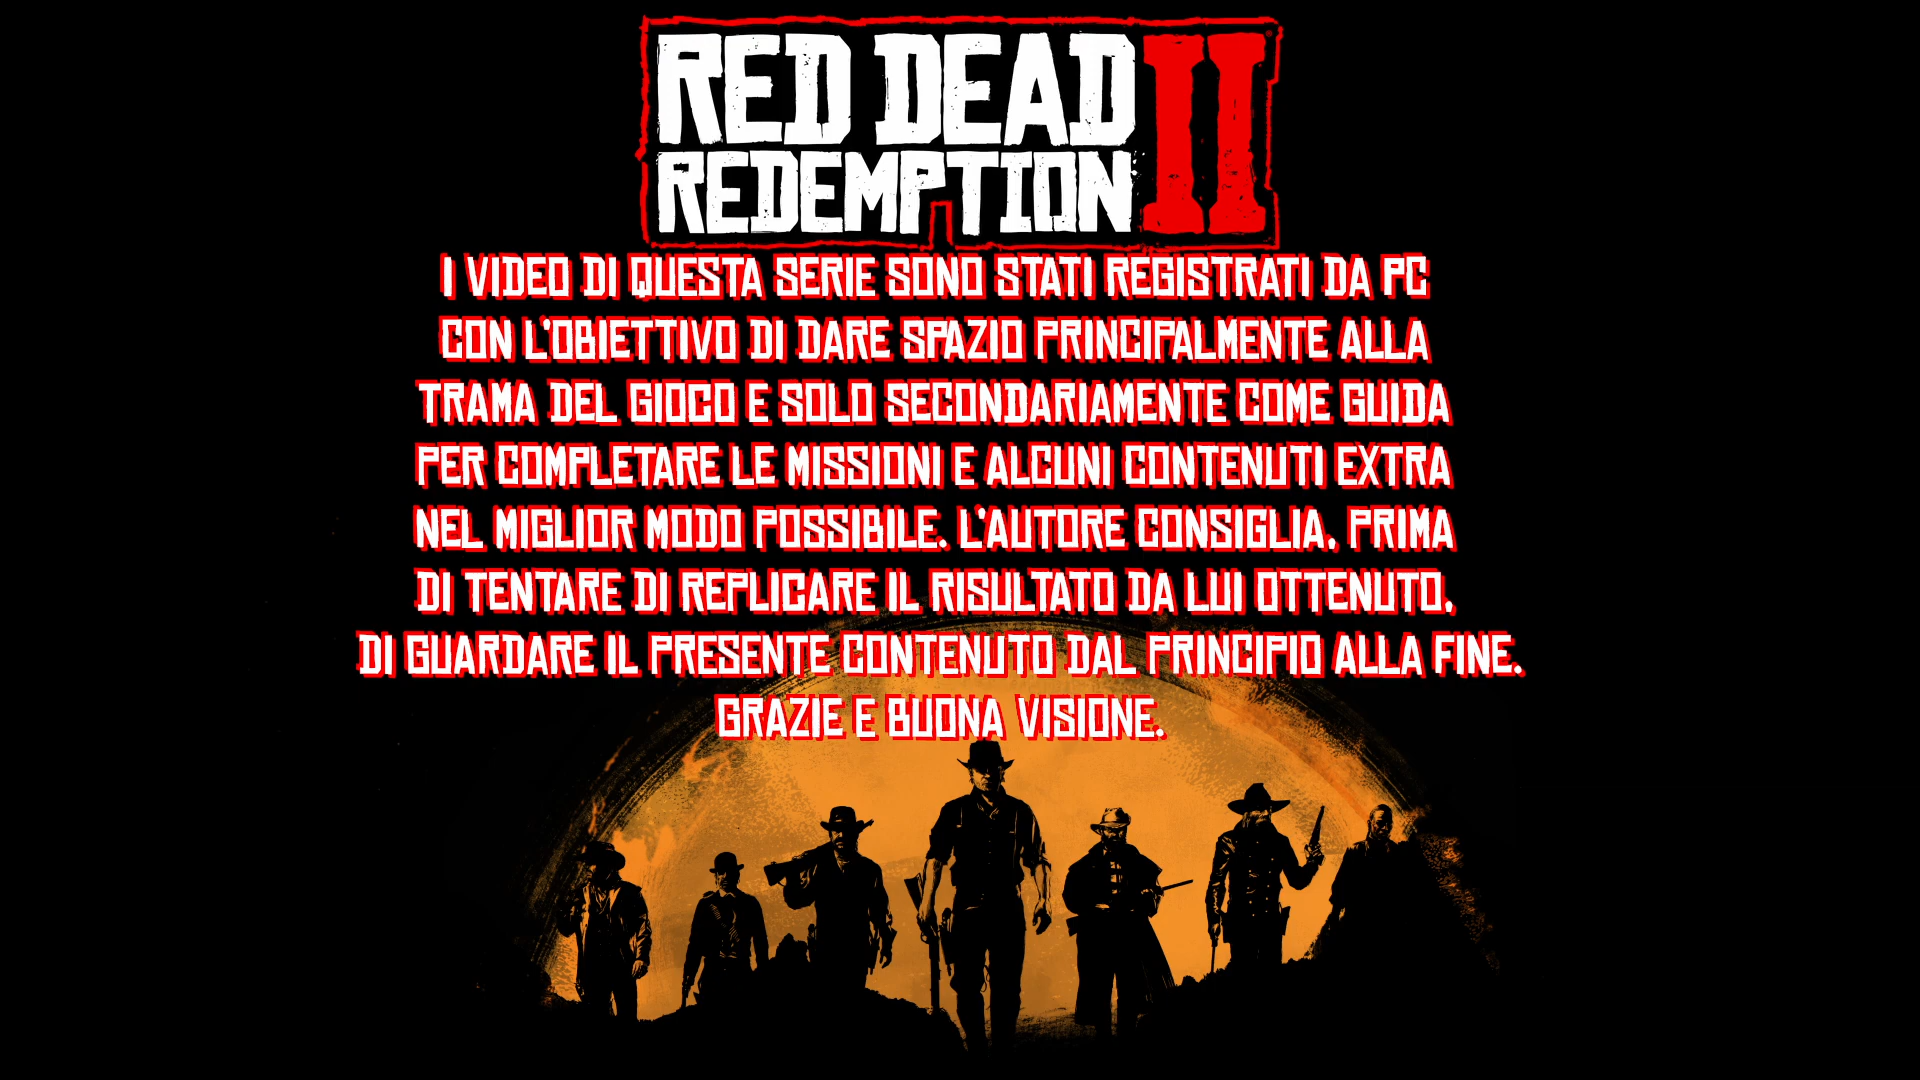 RED DEAD
REDEMPTION II
I VIDEO DI QUESTA SERIE SONO STATI REGISTRATI DA PC
CON L'OBIETTIVO DI DARE SPAZIO PRINCIPALMENTE ALLA
TRAMA DEL GIOCO E SOLO SECONDARIAMENTE COME GUIDA
PER COMPLETARE LE MISSIONI E ALCUNI CONTENUTI EXTRA
NEL MIGLIOR MODO POSSIBILE. L'AUTORE CONSIGLIA, PRIMA
DI TENTARE DI REPLICARE IL RISULTATO DA LUI OTTENUTO,
DI GUARDARE IL PRESENTE CONTENUTO DAL PRINCIPIO ALLA FINE.
GRAZIE E BUONA VISIONE.